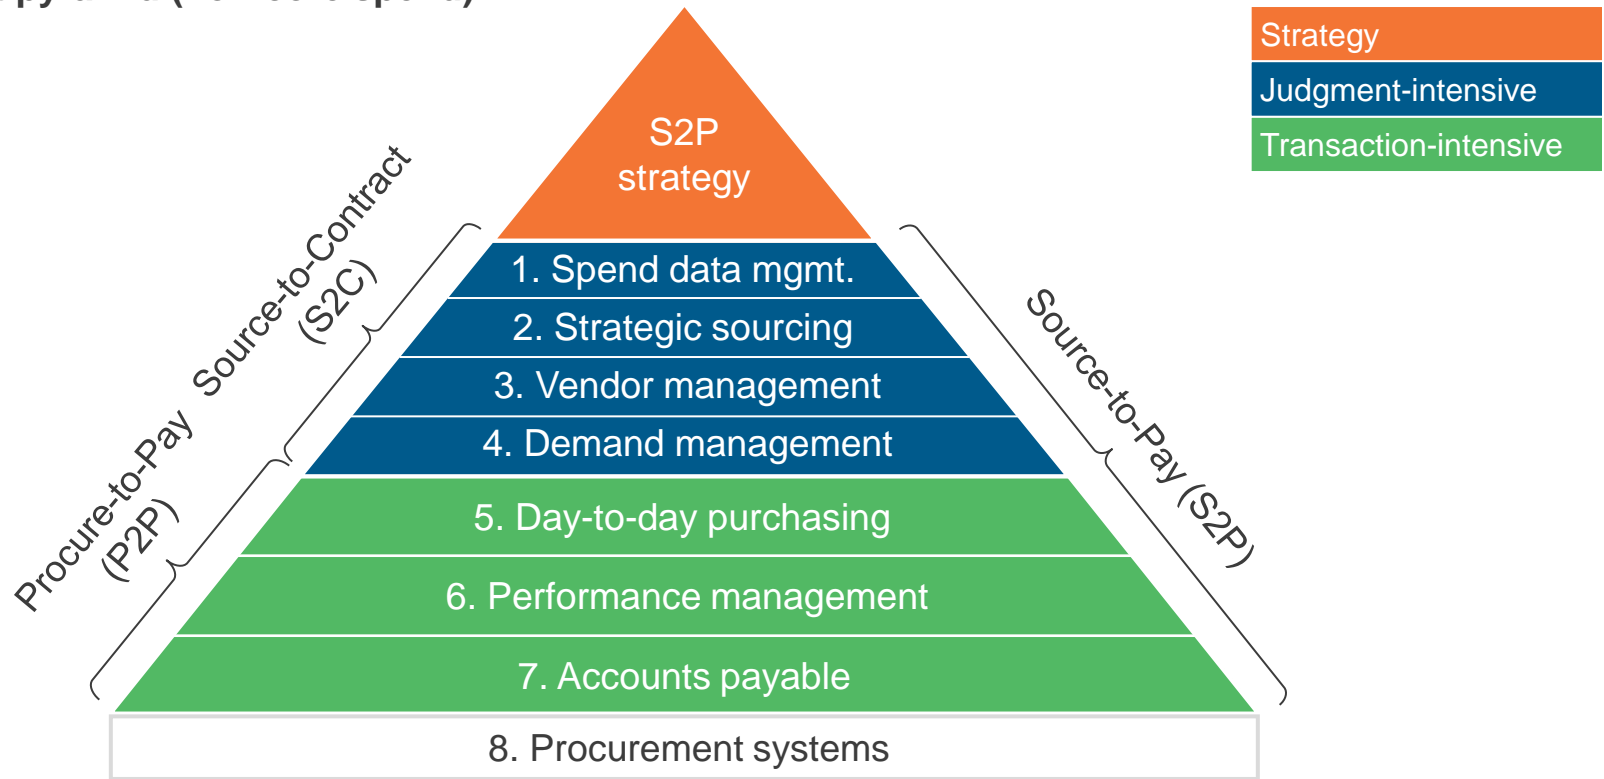 Strategy
Judgment-intensive
Transaction-intensive
S2P
strategy
Source-to-Contract
(S2C)
Procure-to-Pay
(P2P)
Source-to-Pay (S2P)
1. Spend data mgmt.
2. Strategic sourcing
3. Vendor management
4. Demand management
5. Day-to-day purchasing
6. Performance management
7. Accounts payable
8. Procurement systems